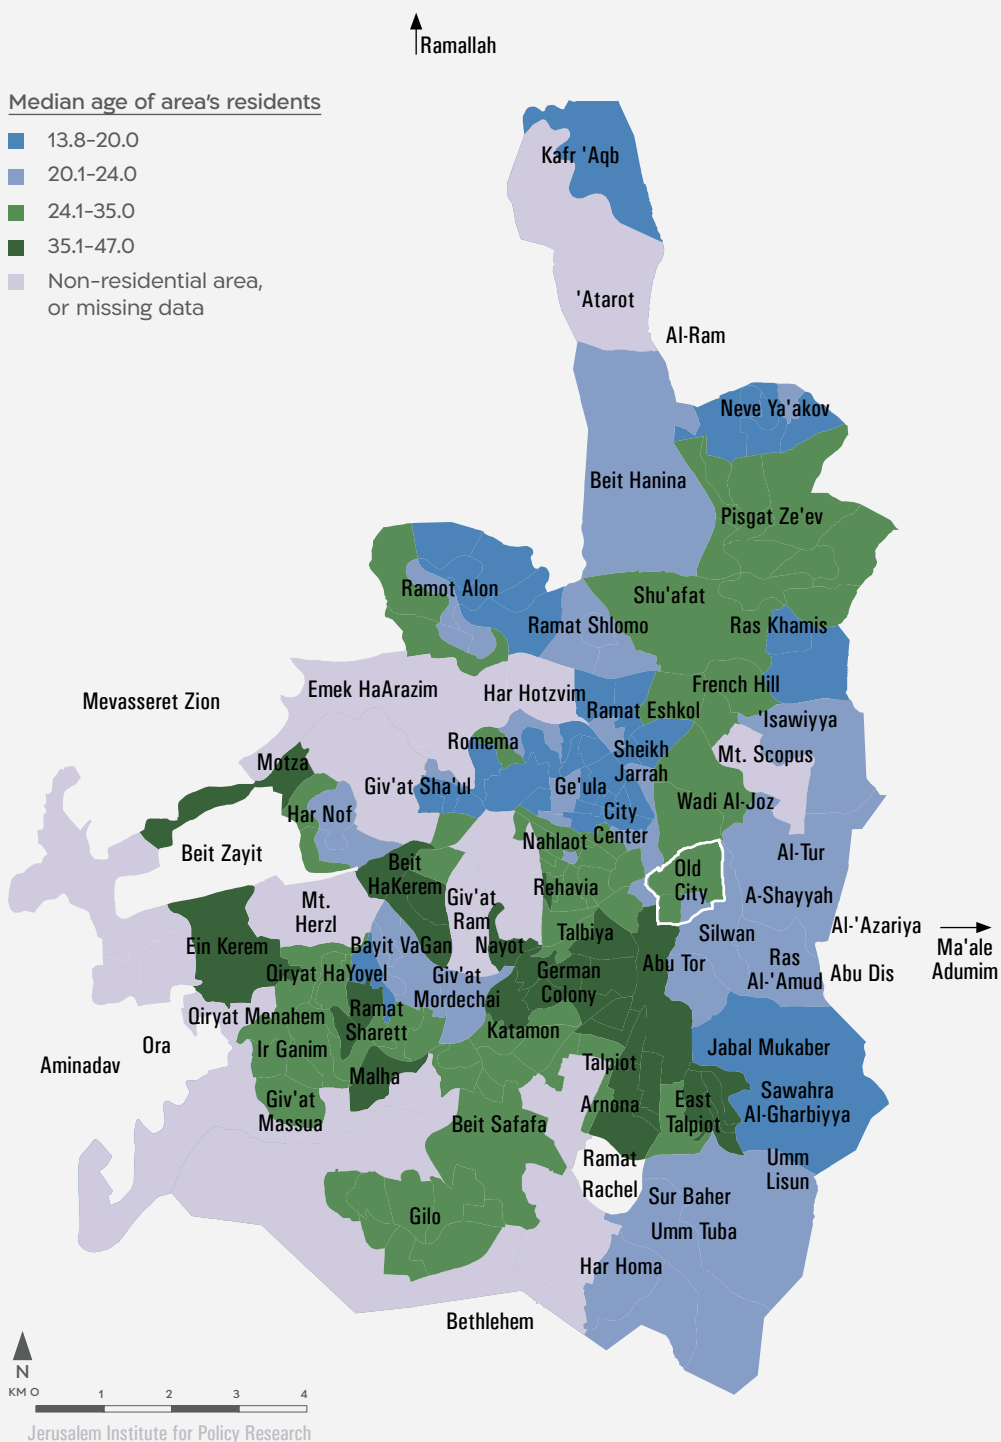 Ramallah
Median age of area's residents
13.8-20.0
20.1-24.0
24.1-35.0
35.1-47.0
Non-residential area,
or missing data
Kafr 'Aqb
'Atarot
Al-Ram
Neve Ya'akov
Beit Hanina
Pisgat Ze'ev
Ramot Alon
Shu'afat
Ramat Shlomo
Ras Khamis
Emek HaArazim
Har Hotzvim
French Hill
Mevasseret Zion
Ramat Eshkol
'Isawiyya
Romema
Sheikh
Jarrah
Mt. Scopus
Motza
Giv'at Sha'ul
Ge'ula
Wadi Al-Joz
Har Nof
City
Center
Nahlaot
Beit Zayit
Beit
HaKerem
Old
City
Al-Tur
Mt.
Herzl
Giv'at
Ram
Rehavia
A-Shayyah
Al-'Azariya
Ein Kerem
Bayit VaGan
Nayot
Talbiya
Silwan
Ma'ale
Adumim
Qiryat HaYovel
Giv'at
Mordechai
German
Colony
Abu Tor
Ras
Al-'Amud
Abu Dis
Qiryat Menahem
Ramat
Sharett
Katamon
Ora
Ir Ganim
Jabal Mukaber
Aminadav
Malha
Talpiot
Sawahra
Al-Gharbiyya
Giv'at
Massua
Arnona
East
Talpiot
Beit Safafa
Ramat
Rachel
Umm
Lisun
Sur Baher
Gilo
Umm Tuba
Har Homa
Bethlehem
N
KM 0 1 2 3 4
Jerusalem Institute for Policy Research